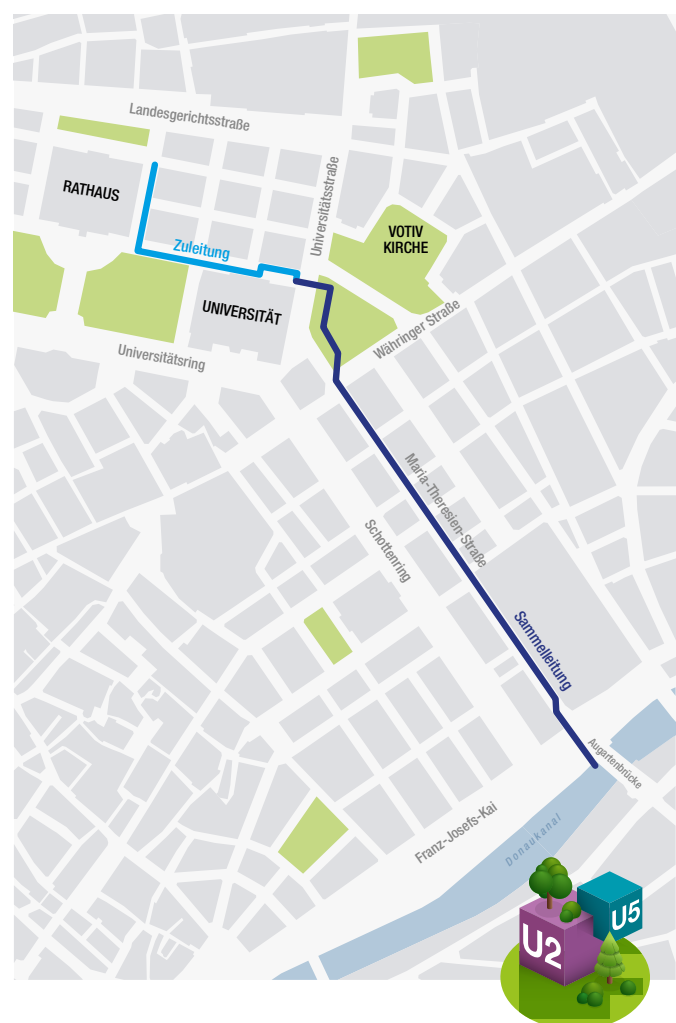 Landesgerichtsstraße
RATHAUS
Universitätsstraße
VOTIV
KIRCHE
Zuleitung
UNIVERSITÄT
Währinger Straße
Universitätsring
Maria-Theresien-Straße
Schottenring
Sammelleitung
Augartenbrücke
Franz-Josefs-Kai
Donaukanal
U5
U2